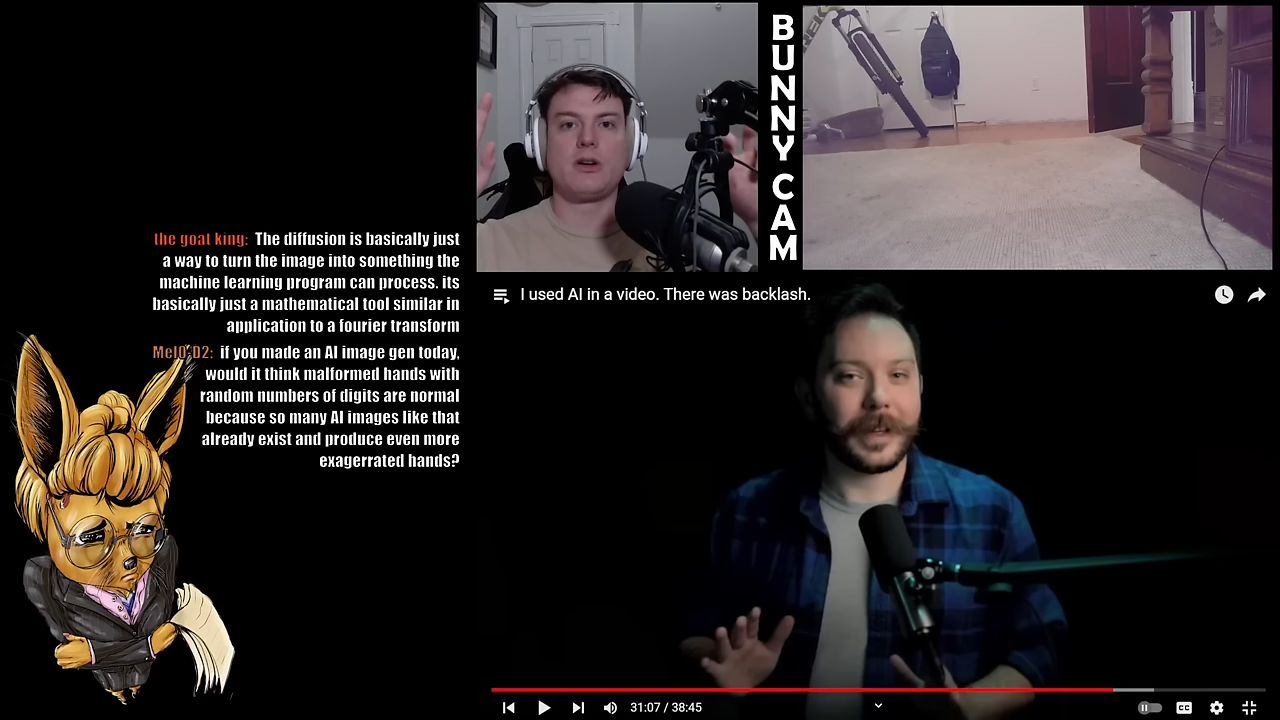 BUNNY CAM
the goat king: The diffusion is basically just
a way to turn the image into something the
machine learning program can process. its
basically just a mathematical tool similar in
application to a fourier transform
MelO-D2: if you made an AI image gen today,
would it think malformed hands with
random numbers of digits are normal
because so many AI images like that
already exist and produce even more
exagerrated hands?
I used AI in a video. There was backlash.
31:07 / 38:45
CC